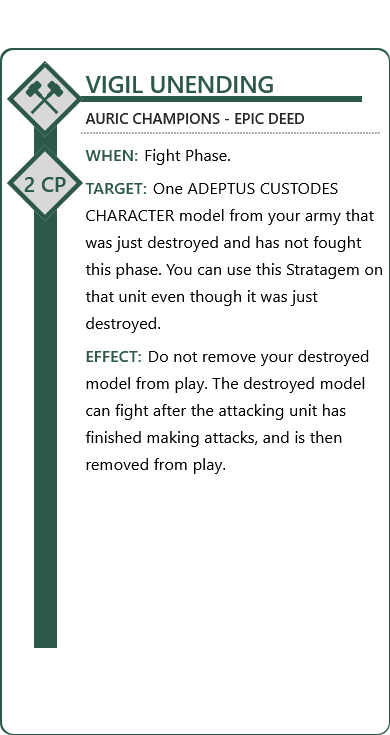 VIGIL UNENDING
AURIC CHAMPIONS - EPIC DEED
WHEN: Fight Phase.
2 CP
TARGET: One ADEPTUS CUSTODES
CHARACTER model from your army that
was just destroyed and has not fought
this phase. You can use this Stratagem on
that unit even though it was just
destroyed.
EFFECT: Do not remove your destroyed
model from play. The destroyed model
can fight after the attacking unit has
finished making attacks, and is then
removed from play.